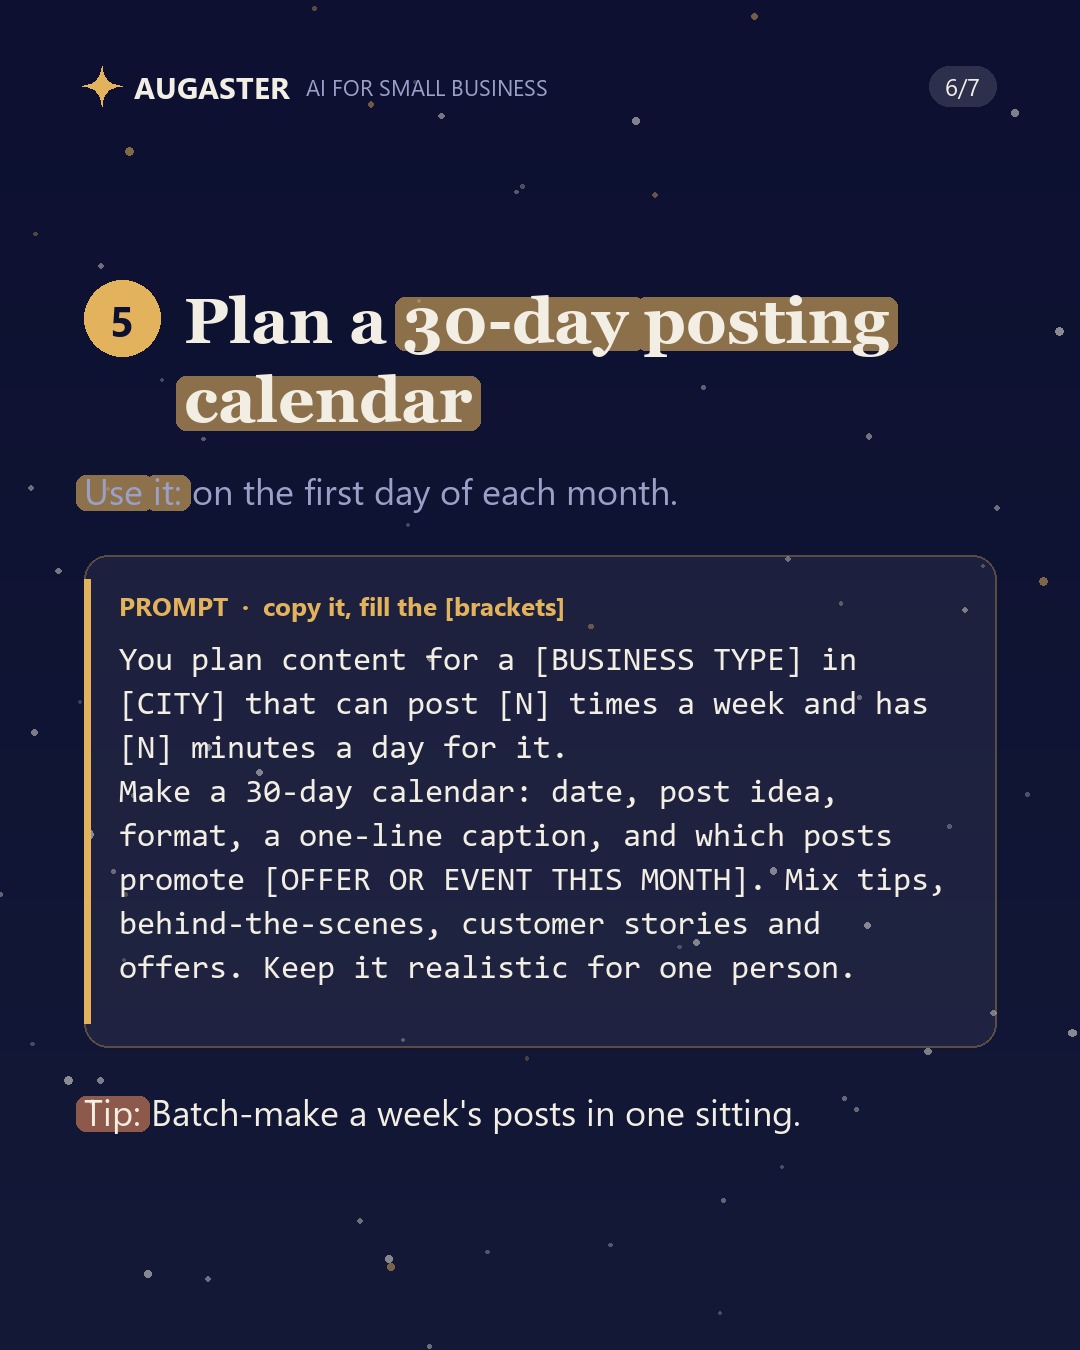 AUGASTER AI FOR SMALL BUSINESS
6/7
5 Plan a 30-day posting
calendar
Use it: on the first day of each month.
PROMPT · copy it, fill the [brackets]
You plan content for a [BUSINESS TYPE] in
[CITY] that can post [N] times a week and has
[N] minutes a day for it.
Make a 30-day calendar: date, post idea,
format, a one-line caption, and which posts
promote [OFFER OR EVENT THIS MONTH]. Mix tips,
behind-the-scenes, customer stories and
offers. Keep it realistic for one person.
Tip: Batch-make a week's posts in one sitting.